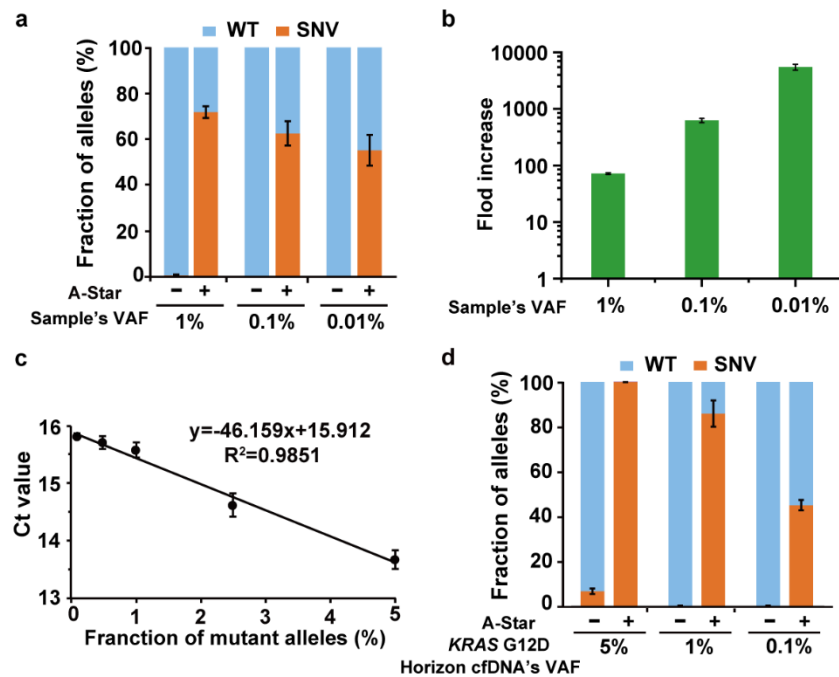 a
WT SNV
Fraction of alleles (%)
100
80
60
40
20
0
A-Star − + − + − +
Sample's VAF 1% 0.1% 0.01%
b
Flod increase
10000
1000
100
10
1
Sample's VAF 1% 0.1% 0.01%
c
Ct value
16
15
14
13
y=-46.159x+15.912
R²=0.9851
0 1 2 3 4 5
Franction of mutant alleles (%)
d
WT SNV
Fraction of alleles (%)
100
80
60
40
20
0
A-Star − + − + − +
KRAS G12D 5% 1% 0.1%
Horizon cfDNA's VAF